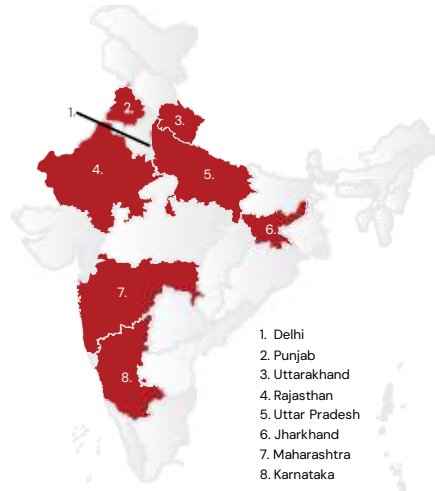 1.
2.
3.
4.
5.
6.
7.
8.
1. Delhi
2. Punjab
3. Uttarakhand
4. Rajasthan
5. Uttar Pradesh
6. Jharkhand
7. Maharashtra
8. Karnataka